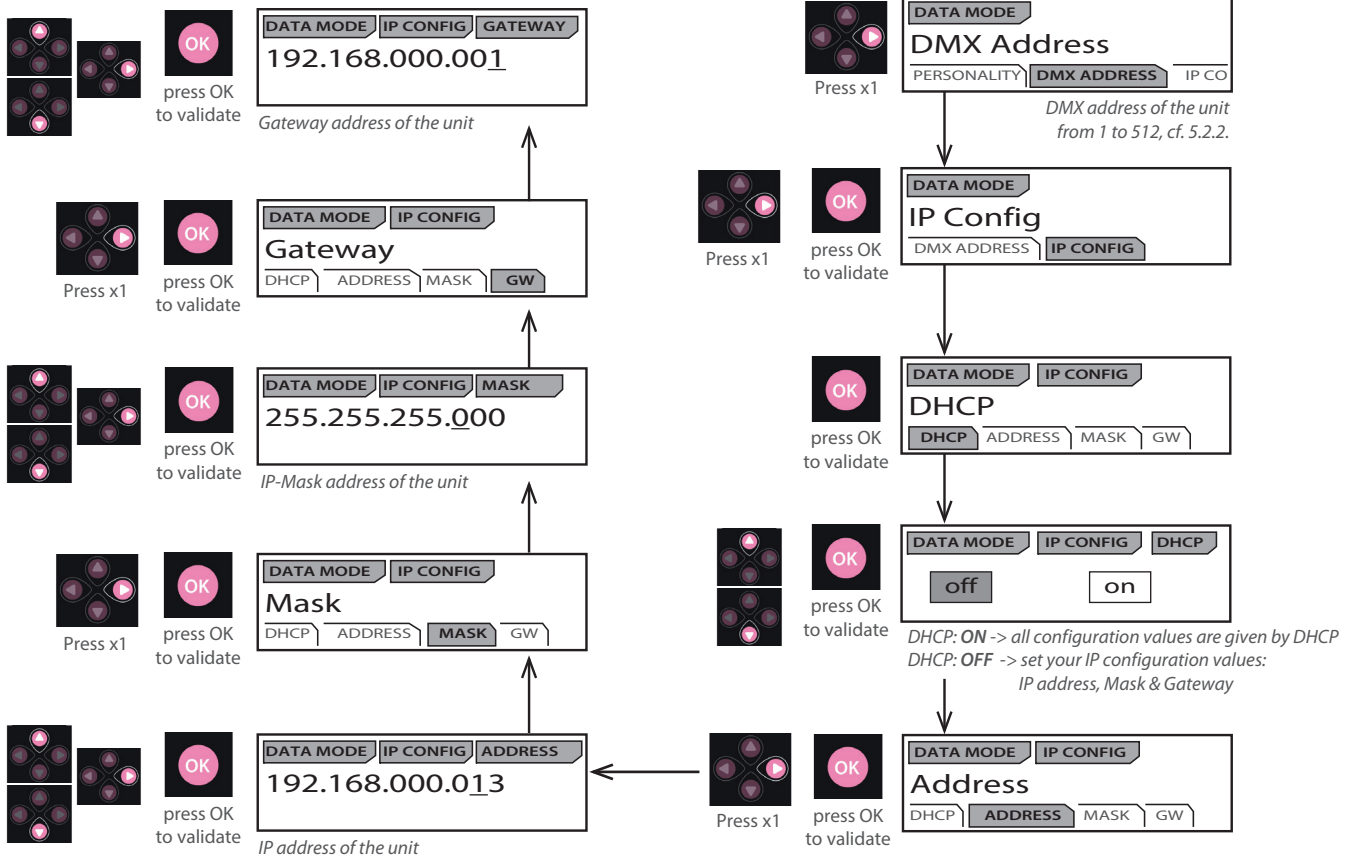 DATA MODE
DMX Address
PERSONALITY DMX ADDRESS IP CO
Press x1
DMX address of the unit
from 1 to 512, cf. 5.2.2.
OK
DATA MODE
IP Config
DMX ADDRESS IP CONFIG
Press x1
press OK
to validate
OK
DATA MODE IP CONFIG
DHCP
DHCP ADDRESS MASK GW
press OK
to validate
OK
DATA MODE IP CONFIG DHCP
off on
press OK
to validate
DHCP: ON -> all configuration values are given by DHCP
DHCP: OFF -> set your IP configuration values:
IP address, Mask & Gateway
OK
DATA MODE IP CONFIG
Address
DHCP ADDRESS MASK GW
Press x1
press OK
to validate
OK
DATA MODE IP CONFIG ADDRESS
192.168.000.013
press OK
to validate
IP address of the unit
OK
DATA MODE IP CONFIG
Mask
DHCP ADDRESS MASK GW
Press x1
press OK
to validate
OK
DATA MODE IP CONFIG MASK
255.255.255.000
press OK
to validate
IP-Mask address of the unit
OK
DATA MODE IP CONFIG
Gateway
DHCP ADDRESS MASK GW
Press x1
press OK
to validate
OK
DATA MODE IP CONFIG GATEWAY
192.168.000.001
press OK
to validate
Gateway address of the unit